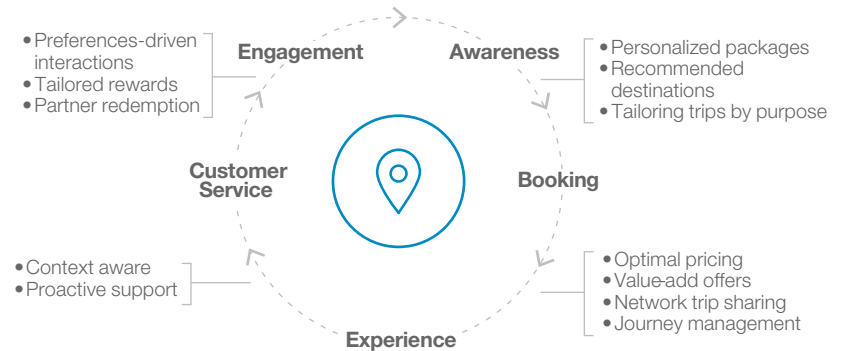 Engagement
• Preferences-driven
interactions
• Tailored rewards
• Partner redemption
Awareness
• Personalized packages
• Recommended
destinations
• Tailoring trips by purpose
Booking
• Optimal pricing
• Value-add offers
• Network trip sharing
• Journey management
Experience
Customer
Service
• Context aware
• Proactive support